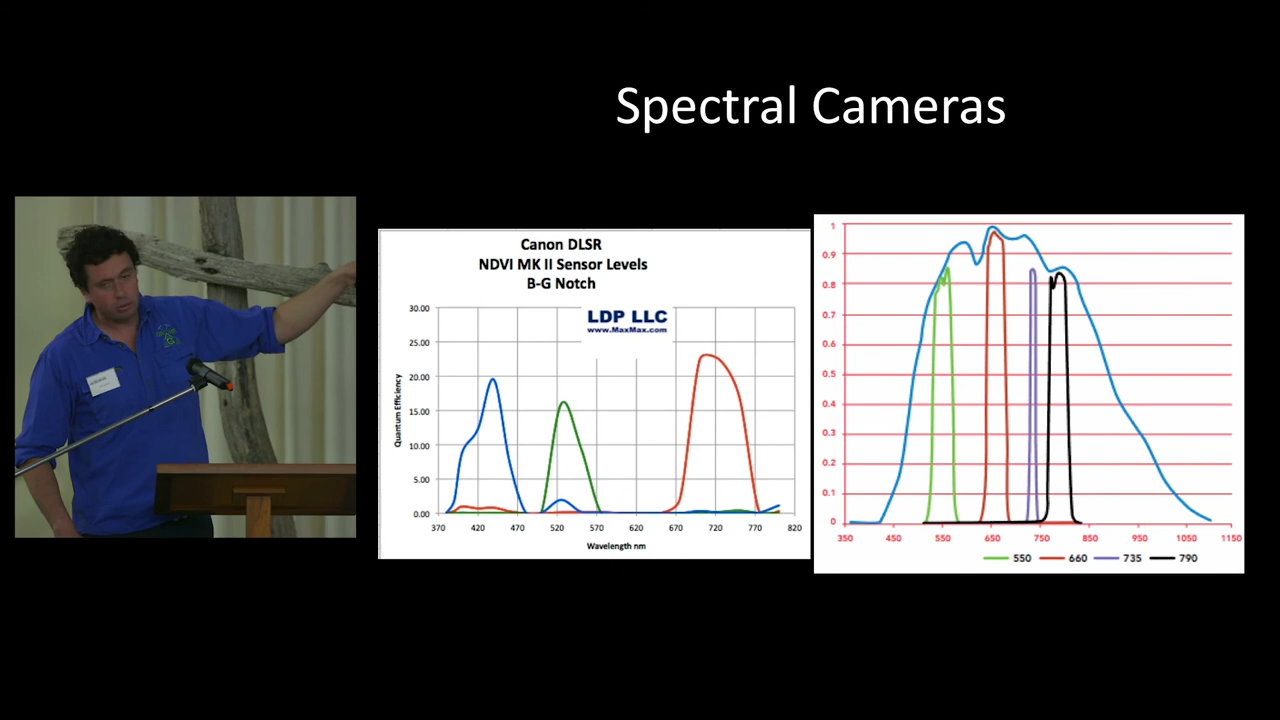 Spectral Cameras
Canon DLSR
NDVI MK II Sensor Levels
B-G Notch
LDP LLC
www.MaxMax.com
Quantum Efficiency
30.00
25.00
20.00
15.00
10.00
5.00
0.00
370 420 470 520 570 620 670 720 770 820
Wavelength nm
1
0.9
0.8
0.7
0.6
0.5
0.4
0.3
0.2
0.1
0
350 450 550 650 750 850 950 1050 1150
550 660 735 790